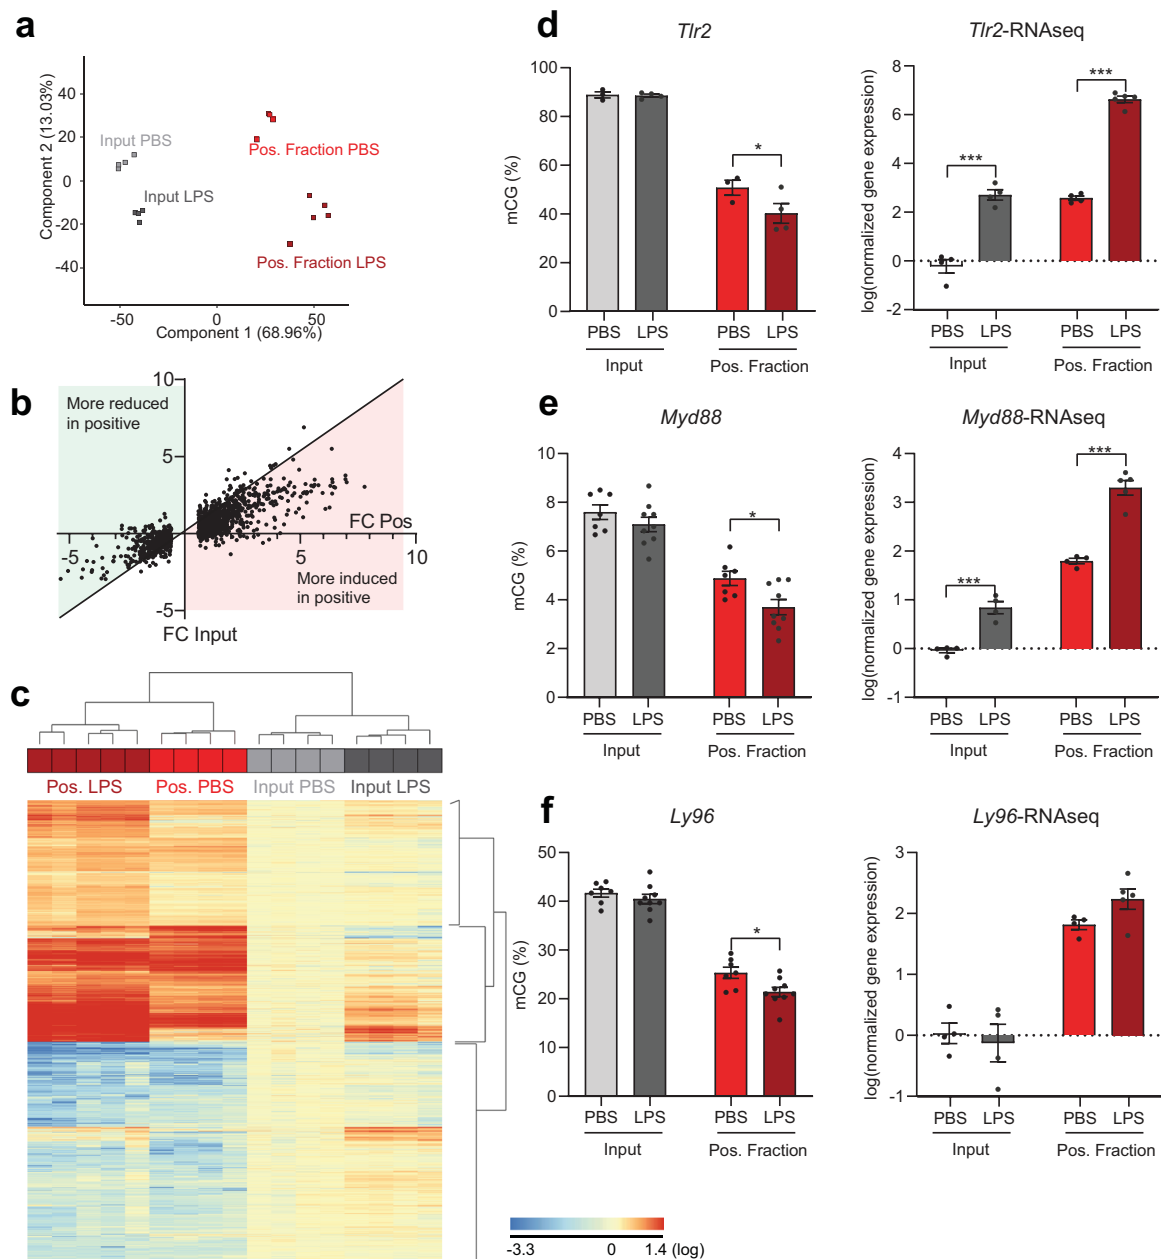 a
Component 2 (13.03%)
40
20
0
-20
-40
Input PBS
Input LPS
Pos. Fraction PBS
Pos. Fraction LPS
-50
0
50
Component 1 (68.96%)
b
More reduced
in positive
10
5
FC Pos
-5
5
10
More induced
in positive
-5
FC Input
c
Pos. LPS
Pos. PBS
Input PBS
Input LPS
-3.3
0
1.4 (log)
d
Tlr2
mCG (%)
100
80
60
40
20
0
*
PBS
LPS
PBS
LPS
Input
Pos. Fraction
Tlr2-RNAseq
log(normalized gene expression)
8
6
4
2
0
-2
***
***
PBS
LPS
PBS
LPS
Input
Pos. Fraction
e
Myd88
mCG (%)
10
8
6
4
2
0
*
PBS
LPS
PBS
LPS
Input
Pos. Fraction
Myd88-RNAseq
log(normalized gene expression)
4
3
2
1
0
-1
***
***
PBS
LPS
PBS
LPS
Input
Pos. Fraction
f
Ly96
mCG (%)
50
40
30
20
10
0
*
PBS
LPS
PBS
LPS
Input
Pos. Fraction
Ly96-RNAseq
log(normalized gene expression)
3
2
1
0
-1
PBS
LPS
PBS
LPS
Input
Pos. Fraction